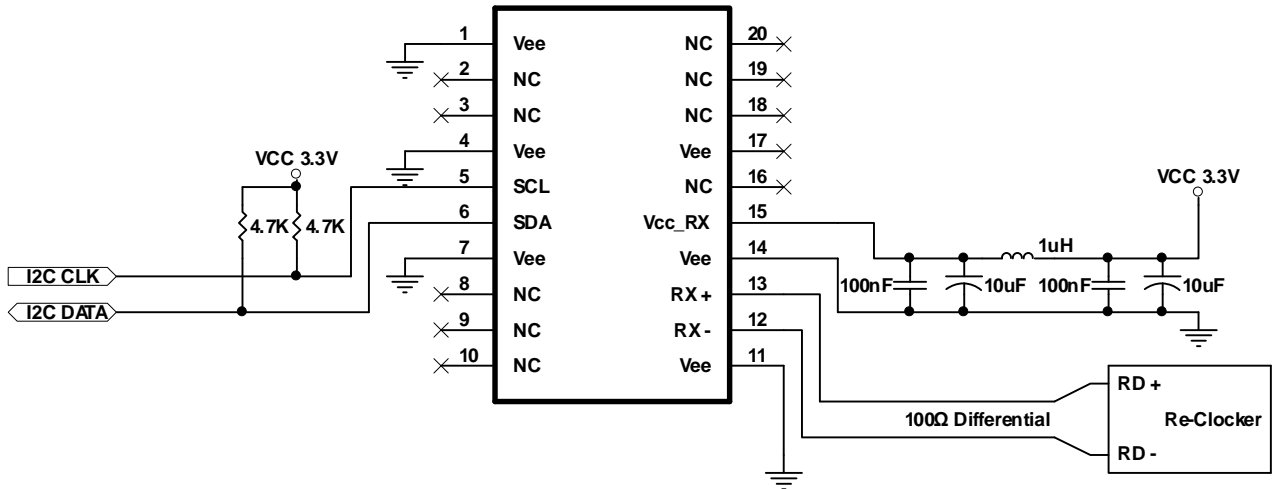 1 Vee NC 20
2 NC NC 19
3 NC NC 18
4 Vee Vee 17
VCC 3.3V
5 SCL NC 16
VCC 3.3V
4.7K 4.7K
6 SDA Vcc_RX 15
1uH
7 Vee Vee 14
I2C CLK
100nF 10uF 100nF 10uF
8 NC RX+ 13
I2C DATA
9 NC RX- 12
10 NC Vee 11
RD +
100Ω Differential
Re-Clocker
RD -